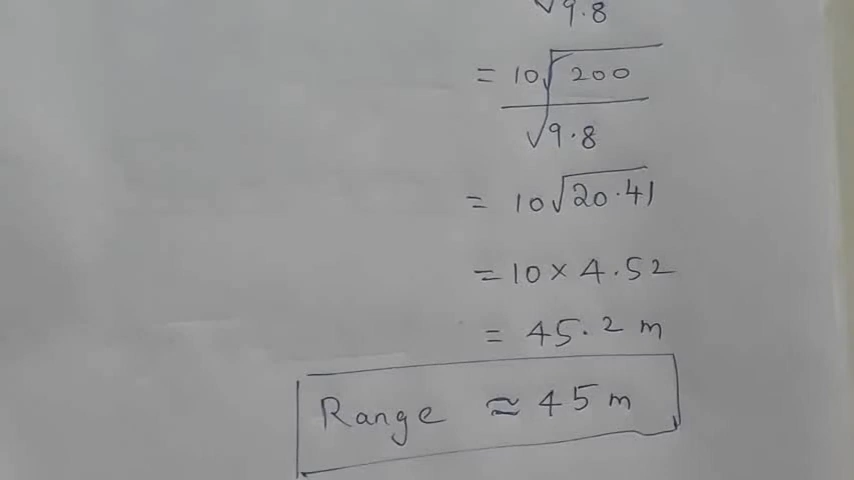 √9.8
= 10√200
√9.8
= 10√20.41
= 10 × 4.52
= 45.2 m
Range ≈ 45 m